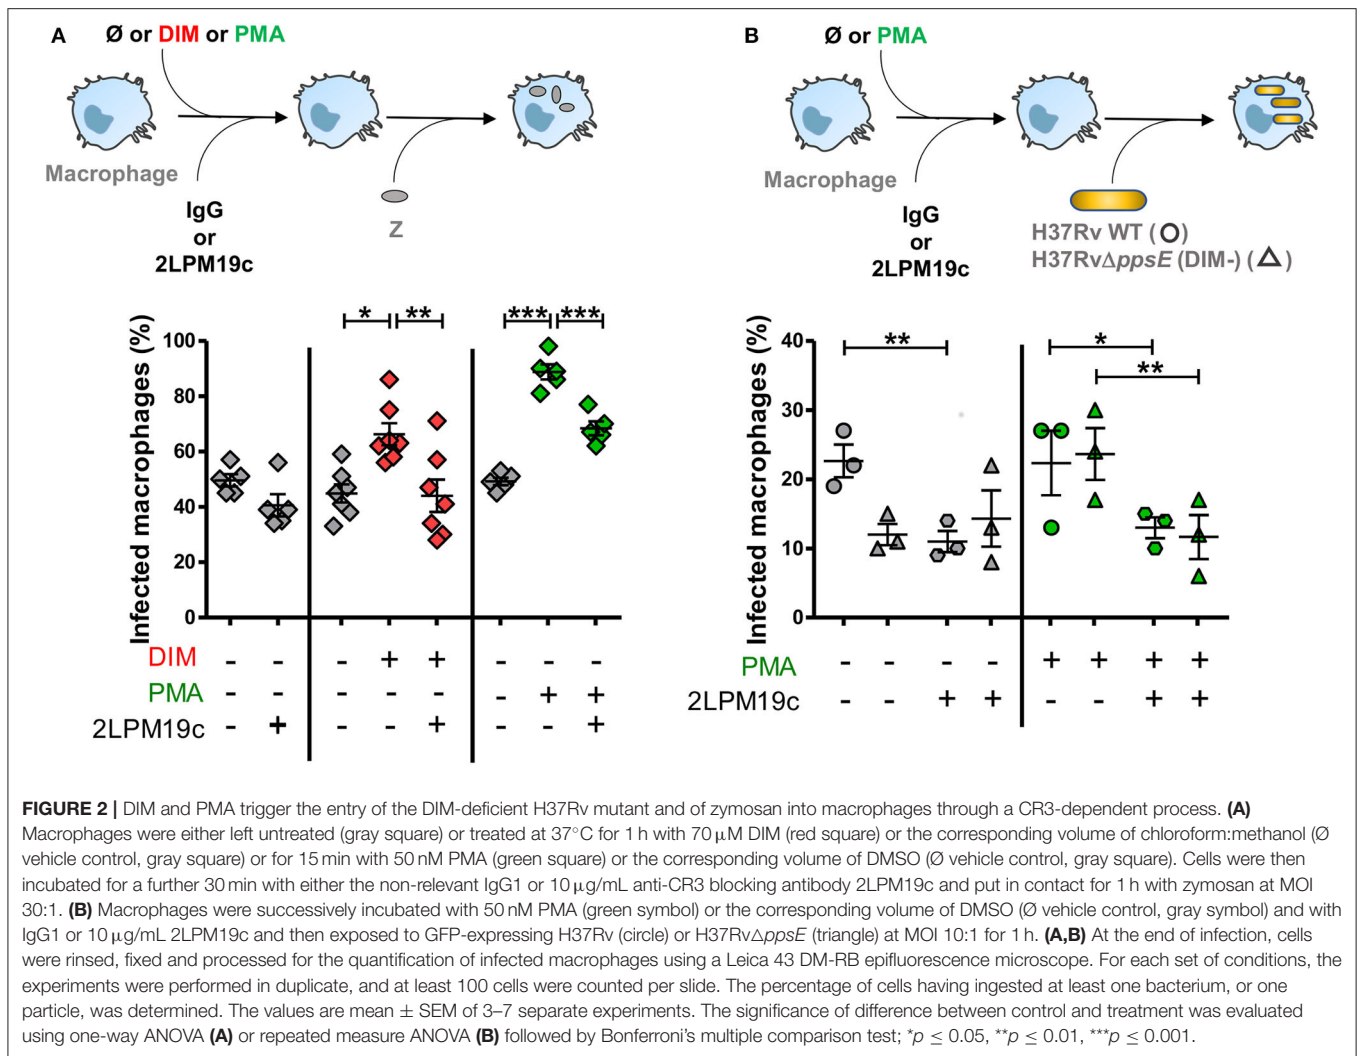 A
Ø or DIM or PMA
Macrophage
IgG
or
2LPM19c
Z
Infected macrophages (%)
100
80
60
40
20
0
* ** *** ***
DIM - - - + + - - -
PMA - - - - - - + +
2LPM19c - + - - + - - +
B
Ø or PMA
Macrophage
IgG
or
2LPM19c
H37Rv WT (O)
H37RvΔppsE (DIM-) (△)
Infected macrophages (%)
40
30
20
10
0
** * **
PMA - - - - + + + +
2LPM19c - - + + - - + +
FIGURE 2 | DIM and PMA trigger the entry of the DIM-deficient H37Rv mutant and of zymosan into macrophages through a CR3-dependent process. (A)
Macrophages were either left untreated (gray square) or treated at 37°C for 1 h with 70 μM DIM (red square) or the corresponding volume of chloroform:methanol (Ø
vehicle control, gray square) or for 15 min with 50 nM PMA (green square) or the corresponding volume of DMSO (Ø vehicle control, gray square). Cells were then
incubated for a further 30 min with either the non-relevant IgG1 or 10 μg/mL anti-CR3 blocking antibody 2LPM19c and put in contact for 1 h with zymosan at MOI
30:1. (B) Macrophages were successively incubated with 50 nM PMA (green symbol) or the corresponding volume of DMSO (Ø vehicle control, gray symbol) and with
IgG1 or 10 μg/mL 2LPM19c and then exposed to GFP-expressing H37Rv (circle) or H37RvΔppsE (triangle) at MOI 10:1 for 1 h. (A,B) At the end of infection, cells
were rinsed, fixed and processed for the quantification of infected macrophages using a Leica 43 DM-RB epifluorescence microscope. For each set of conditions, the
experiments were performed in duplicate, and at least 100 cells were counted per slide. The percentage of cells having ingested at least one bacterium, or one
particle, was determined. The values are mean ± SEM of 3–7 separate experiments. The significance of difference between control and treatment was evaluated
using one-way ANOVA (A) or repeated measure ANOVA (B) followed by Bonferroni's multiple comparison test; *p ≤ 0.05, **p ≤ 0.01, ***p ≤ 0.001.